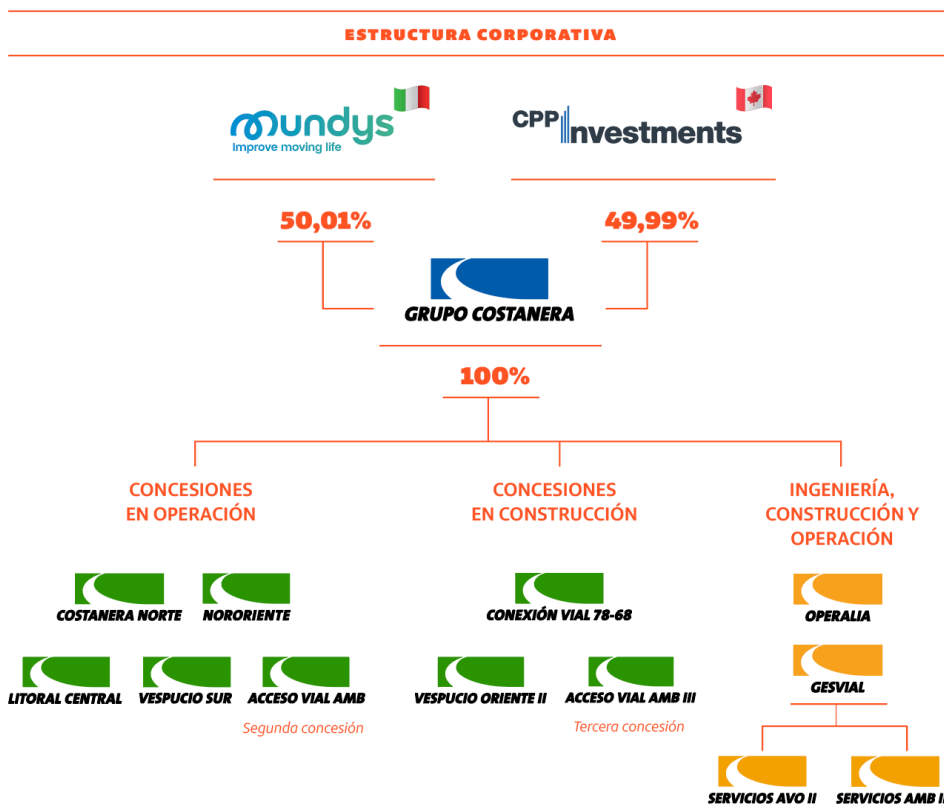 ESTRUCTURA CORPORATIVA
mundys
Improve moving life
CPP Investments
50,01%
49,99%
GRUPO COSTANERA
100%
CONCESIONES
EN OPERACIÓN
CONCESIONES
EN CONSTRUCCIÓN
INGENIERÍA,
CONSTRUCCIÓN Y
OPERACIÓN
COSTANERA NORTE
NORORIENTE
CONEXIÓN VIAL 78-68
OPERALIA
LITORAL CENTRAL
VESPUCIO SUR
ACCESO VIAL AMB
Segunda concesión
VESPUCIO ORIENTE II
ACCESO VIAL AMB III
Tercera concesión
GESVIAL
SERVICIOS AVO II
SERVICIOS AMB